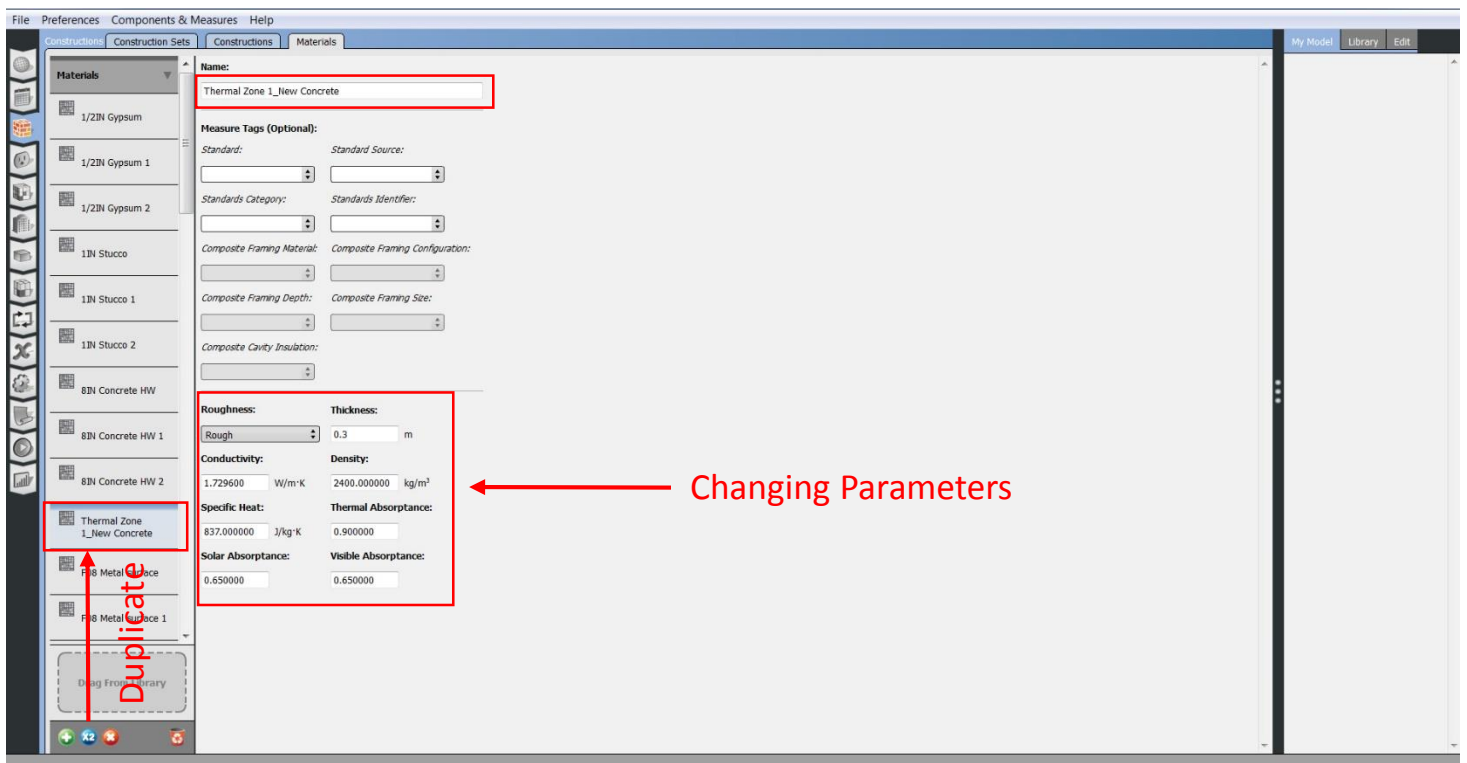 File Preferences Components & Measures Help
Constructions Construction Sets Constructions Materials My Model Library Edit
Materials
1/2IN Gypsum
1/2IN Gypsum 1
1/2IN Gypsum 2
1IN Stucco
1IN Stucco 1
1IN Stucco 2
8IN Concrete HW
8IN Concrete HW 1
8IN Concrete HW 2
Thermal Zone
1_New Concrete
F08 Metal surface
F08 Metal surface 1
Drag From Library
x2
Duplicate
Name:
Thermal Zone 1_New Concrete
Measure Tags (Optional):
Standard: Standard Source:
Standards Category: Standards Identifier:
Composite Framing Material: Composite Framing Configuration:
Composite Framing Depth: Composite Framing Size:
Composite Cavity Insulation:
Roughness: Thickness:
Rough 0.3 m
Conductivity: Density:
1.729600 W/m·K 2400.000000 kg/m³
Specific Heat: Thermal Absorptance:
837.000000 J/kg·K 0.900000
Solar Absorptance: Visible Absorptance:
0.650000 0.650000
Changing Parameters